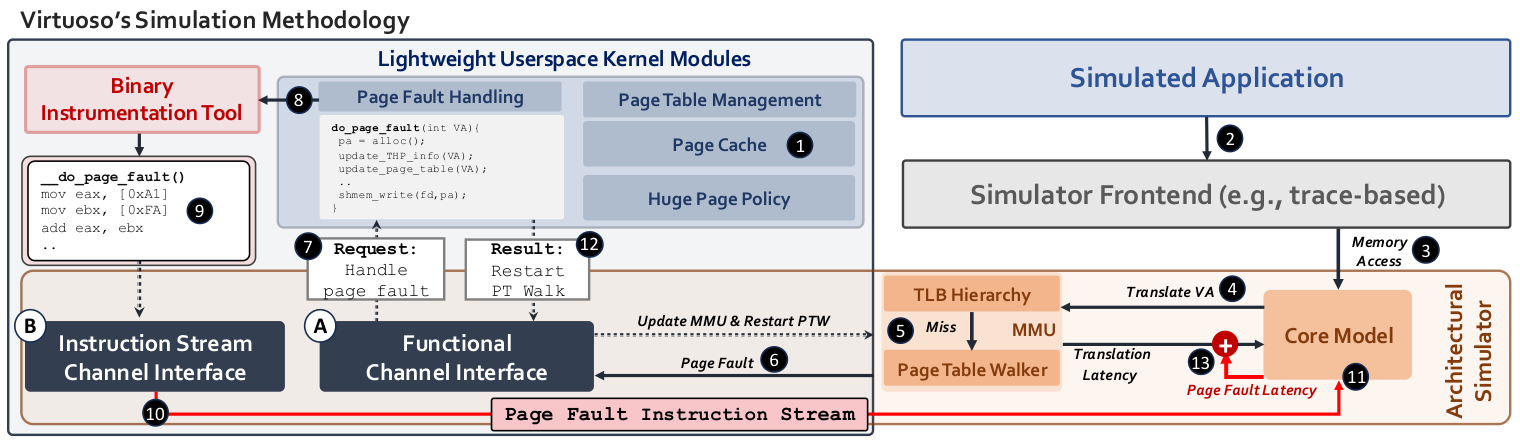 Virtuoso's Simulation Methodology
Lightweight Userspace Kernel Modules
Binary
Instrumentation Tool
8
Page Fault Handling
do_page_fault(int VA){
pa = alloc();
update_THP_info(VA);
update_page_table(VA);
..
shmem_write(fd,pa);
}
Page Table Management
Page Cache
1
Huge Page Policy
__do_page_fault()
mov eax, [0xA1]
mov ebx, [0xFA]
add eax, ebx
..
9
7
Request:
Handle
page fault
Result:
Restart
PT Walk
12
B
Instruction Stream
Channel Interface
A
Functional
Channel Interface
Update MMU & Restart PTW
Page Fault
6
10
Page Fault Instruction Stream
Simulated Application
2
Simulator Frontend (e.g., trace-based)
Memory
Access
3
TLB Hierarchy
5
Miss
MMU
Page Table Walker
Translate VA
4
Translation
Latency
13
+
Page Fault Latency
Core Model
11
Architectural
Simulator